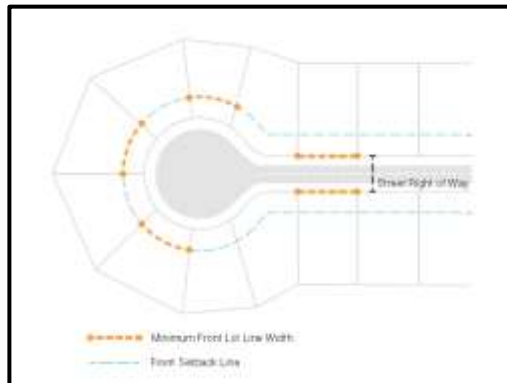 Street Right of Way
Minimum Front Lot Line Width
Front Setback Line